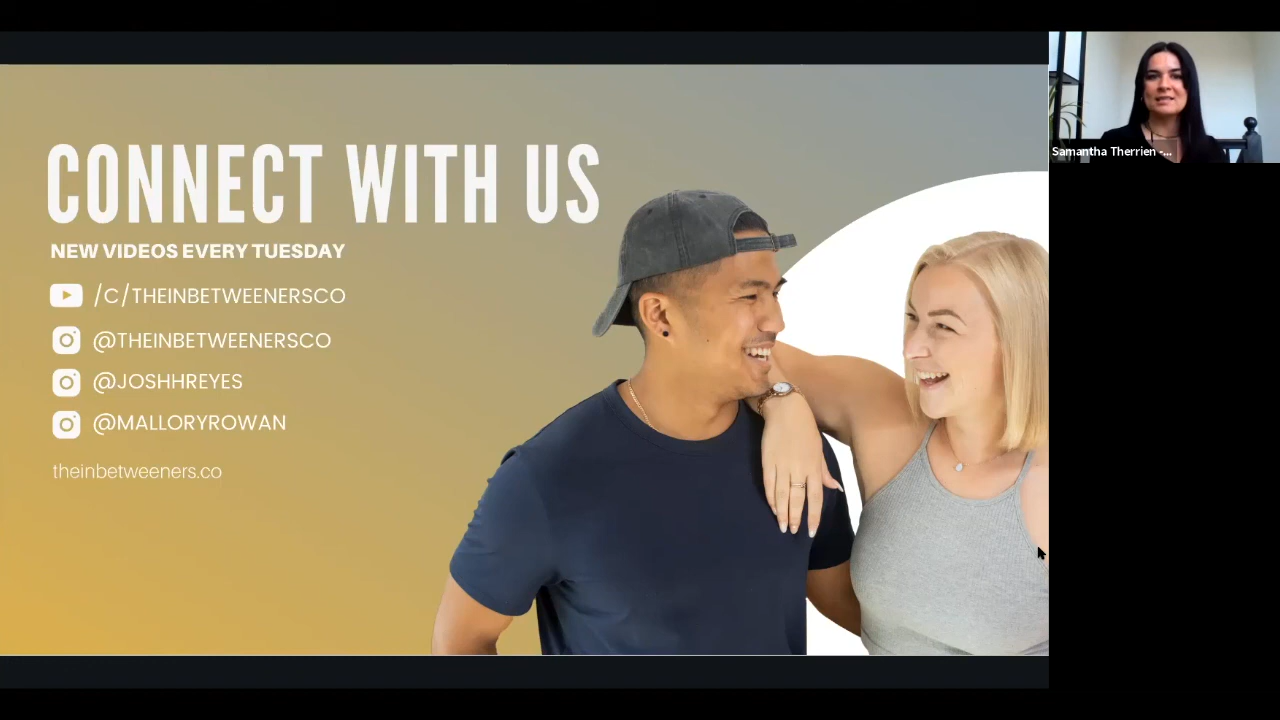 CONNECT WITH US
NEW VIDEOS EVERY TUESDAY
/C/THEINBETWEENERSCO
@THEINBETWEENERSCO
@JOSHHREYES
@MALLORYROWAN
theinbetweeners.co
Samantha Therrien -...